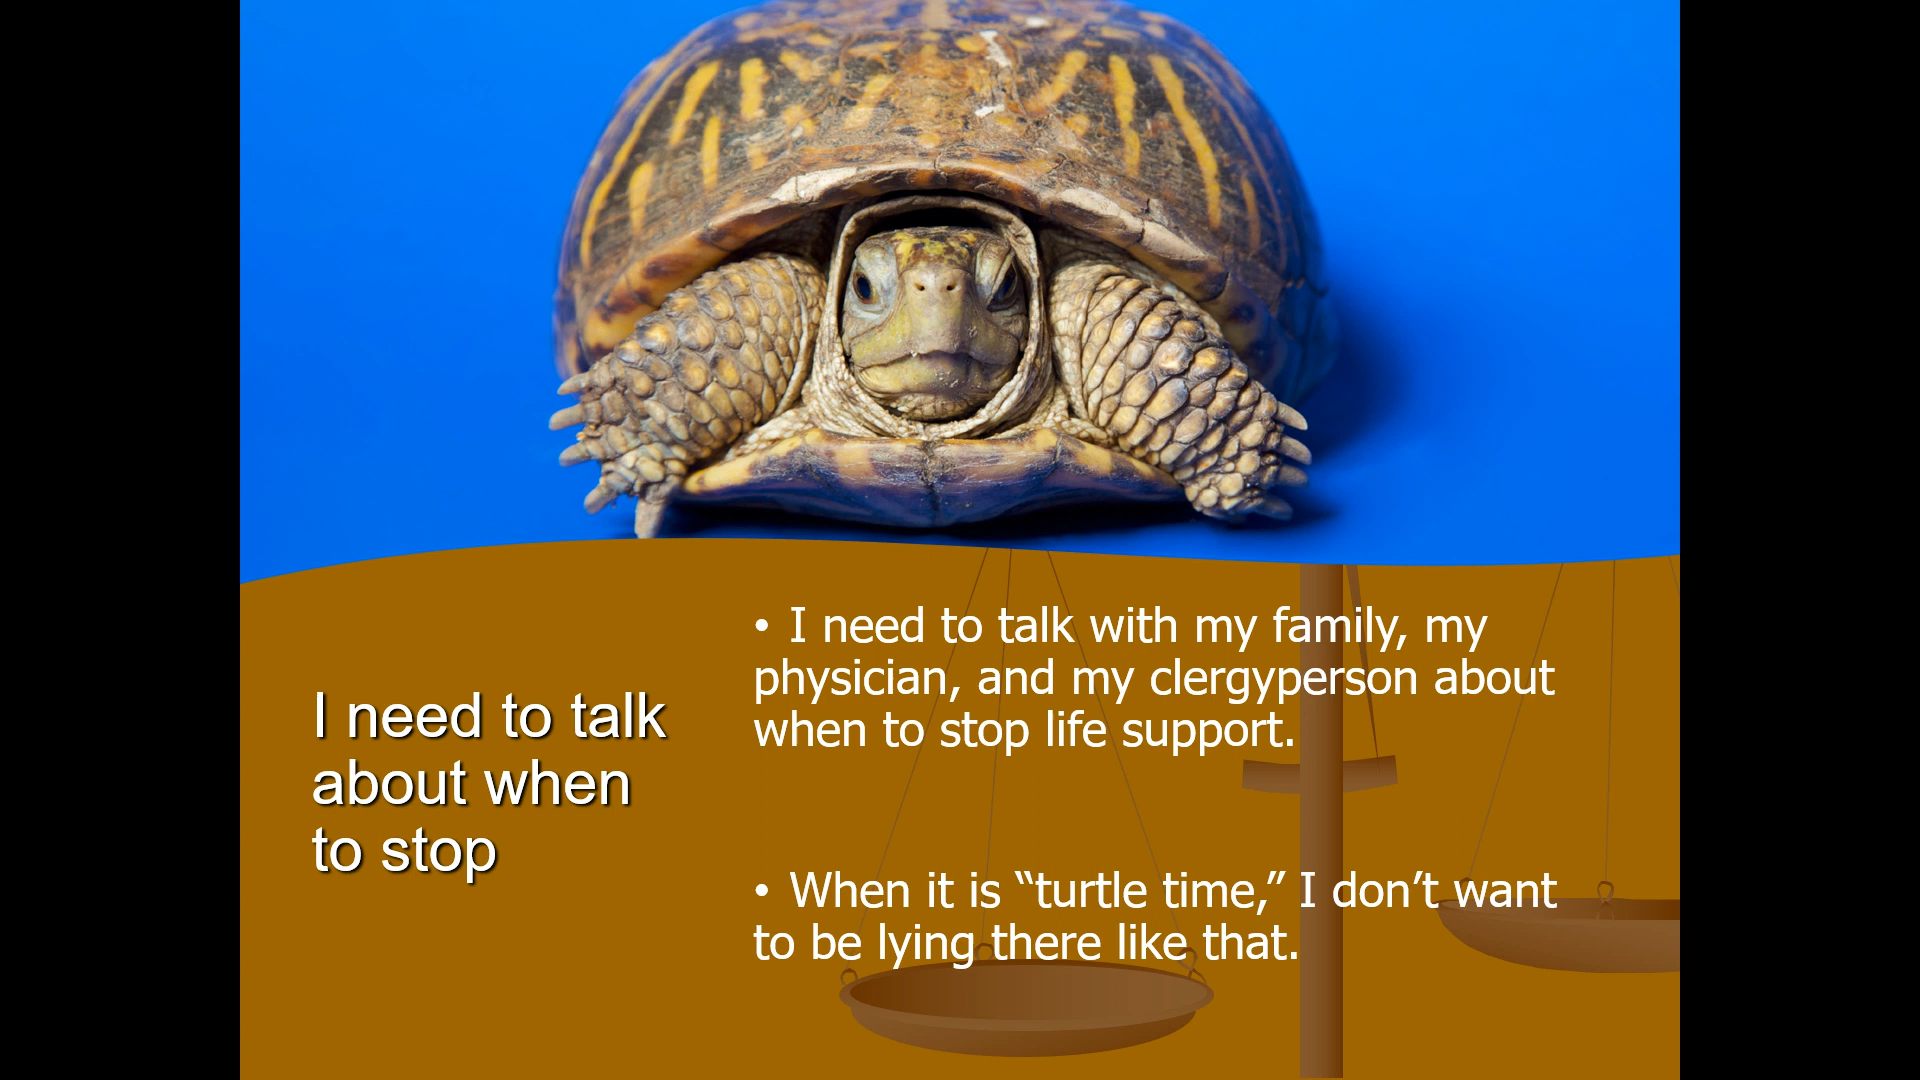 I need to talk
about when
to stop
• I need to talk with my family, my
physician, and my clergyperson about
when to stop life support.
• When it is “turtle time,” I don’t want
to be lying there like that.